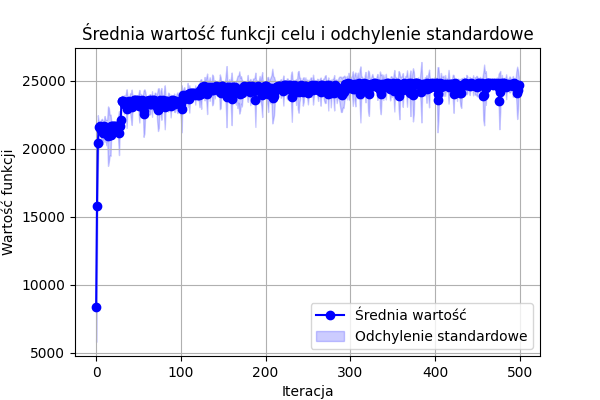 Średnia wartość funkcji celu i odchylenie standardowe
Wartość funkcji
25000
20000
15000
10000
5000
0
100
200
300
400
500
Iteracja
Średnia wartość
Odchylenie standardowe